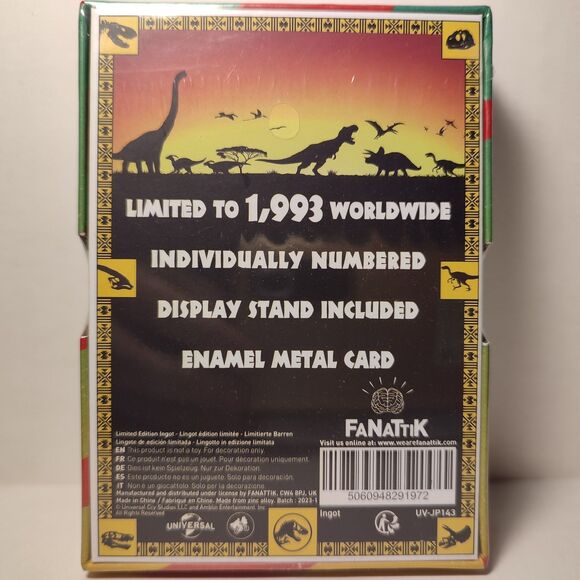 LIMITED TO 1,993 WORLDWIDE
INDIVIDUALLY NUMBERED
DISPLAY STAND INCLUDED
ENAMEL METAL CARD
FANATTIK
Visit us online at: www.wearefanattik.com
Limited Edition Ingot - Lingot édition limitée - Limitierte Barren
Lingote de edición limitada - Lingotto in edizione limitata
EN This product is not a toy. For decoration only.
FR Ce produit n'est pas un jouet. Pour décoration uniquement.
DE Dies ist kein Spielzeug. Nur zur Dekoration.
ES Este producto no es un juguete. Solo para decoración.
IT Non è un giocattolo. Solo per decorazione.
Manufactured and distributed under license by FANATTIK, CW4 8PJ, UK
Made in China / Fabriqué en Chine. Made from zinc alloy. Batch - 2023-1
© Universal City Studios LLC and Amblin Entertainment, Inc.
All Rights Reserved
5060948291972
Ingot UV-JP143
UNIVERSAL